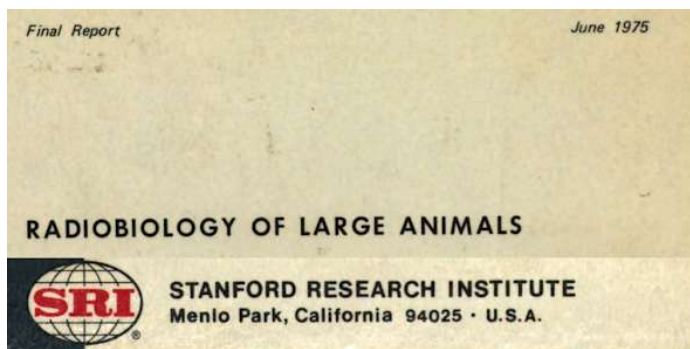 Final Report
June 1975
RADIOBIOLOGY OF LARGE ANIMALS
SRI
®
STANFORD RESEARCH INSTITUTE
Menlo Park, California 94025 · U.S.A.